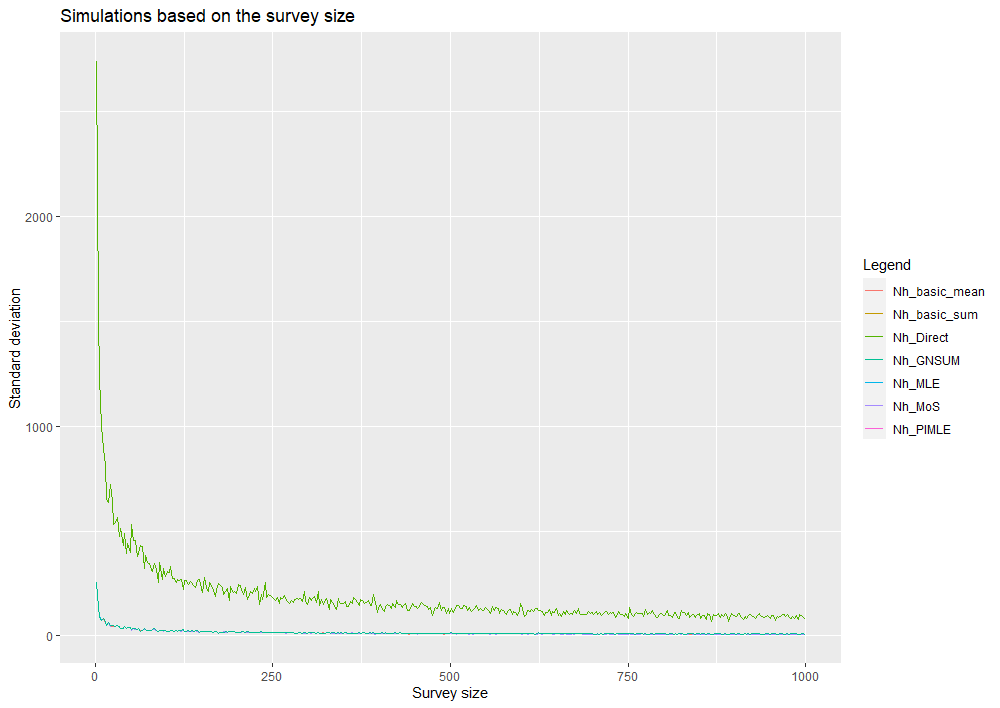 Simulations based on the survey size
Standard deviation
2000
1000
0
0
250
500
750
1000
Survey size
Legend
Nh_basic_mean
Nh_basic_sum
Nh_Direct
Nh_GNSUM
Nh_MLE
Nh_MoS
Nh_PIMLE